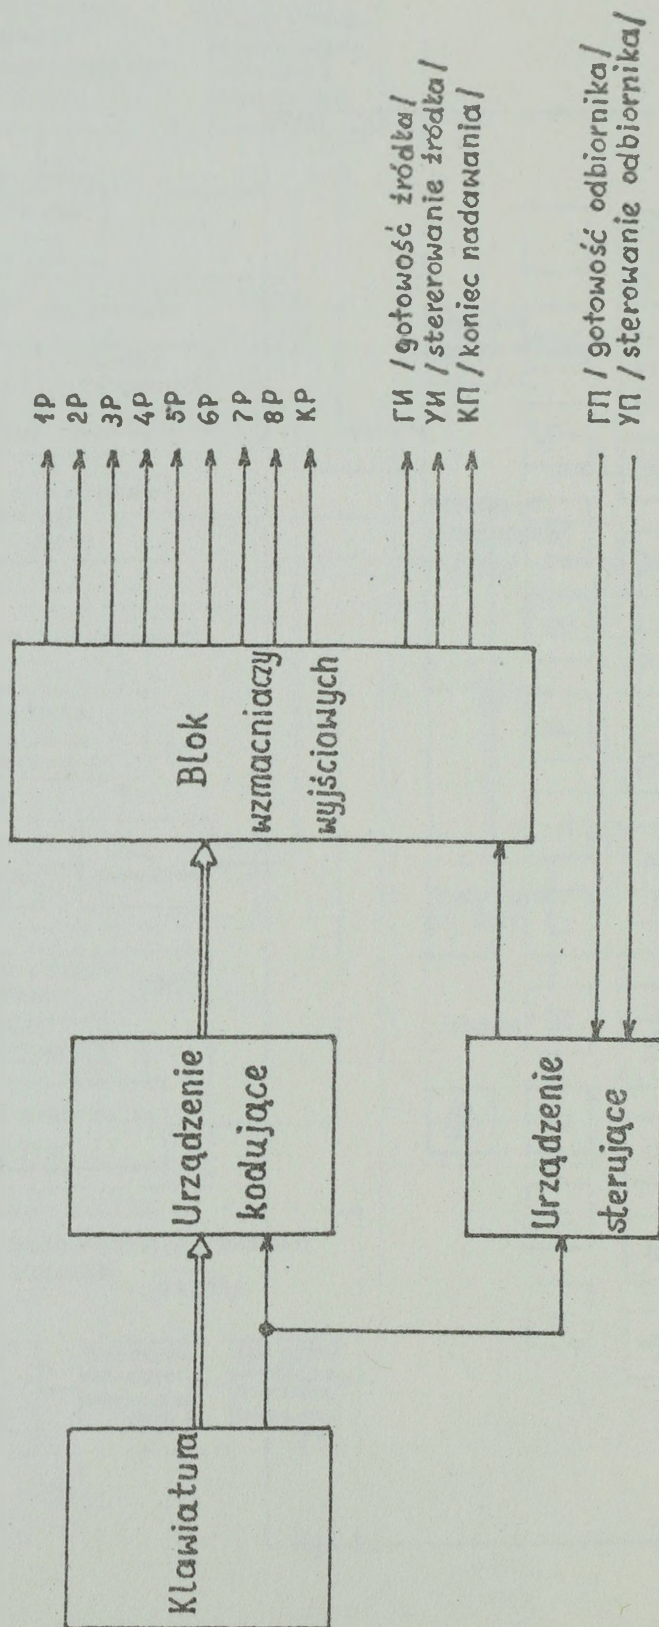 Klawiatura
Urządzenie
kodujące
Urządzenie
sterujące
Blok
wzmacniaczy
wyjściowych
1P
2P
3P
4P
5P
6P
7P
8P
KP
ГИ /gotowość źródła/
УИ /stererowanie źródła/
КП /koniec nadawania/
ГП /gotowość odbiornika/
УП /sterowanie odbiornika/